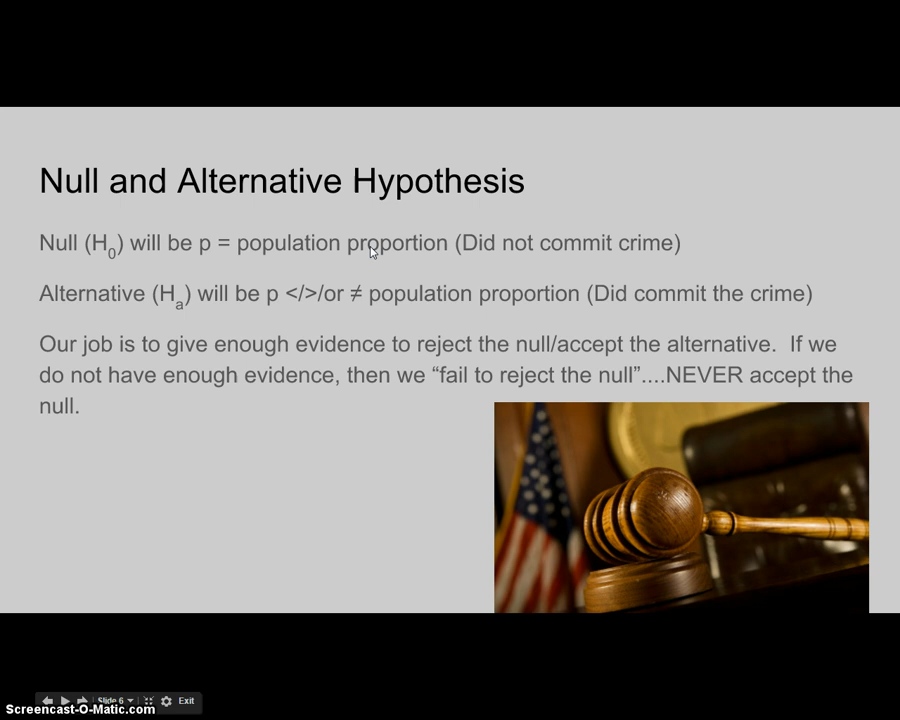 Null and Alternative Hypothesis
Null (H0) will be p = population proportion (Did not commit crime)
Alternative (Ha) will be p </>/or ≠ population proportion (Did commit the crime)
Our job is to give enough evidence to reject the null/accept the alternative.  If we
do not have enough evidence, then we “fail to reject the null”....NEVER accept the
null.
Slide 6 Exit
Screencast-O-Matic.com